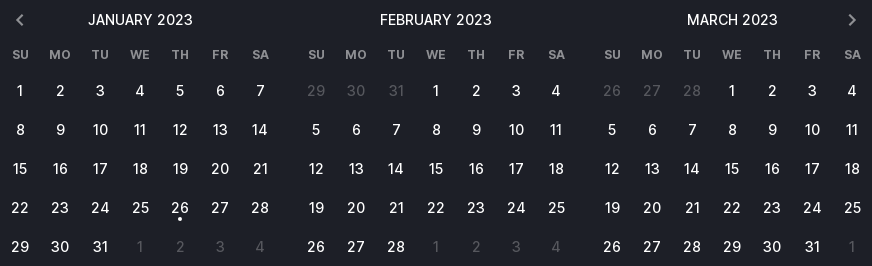 JANUARY 2023 FEBRUARY 2023 MARCH 2023
SU MO TU WE TH FR SA SU MO TU WE TH FR SA SU MO TU WE TH FR SA
1 2 3 4 5 6 7 29 30 31 1 2 3 4 26 27 28 1 2 3 4
8 9 10 11 12 13 14 5 6 7 8 9 10 11 5 6 7 8 9 10 11
15 16 17 18 19 20 21 12 13 14 15 16 17 18 12 13 14 15 16 17 18
22 23 24 25 26 27 28 19 20 21 22 23 24 25 19 20 21 22 23 24 25
29 30 31 1 2 3 4 26 27 28 1 2 3 4 26 27 28 29 30 31 1